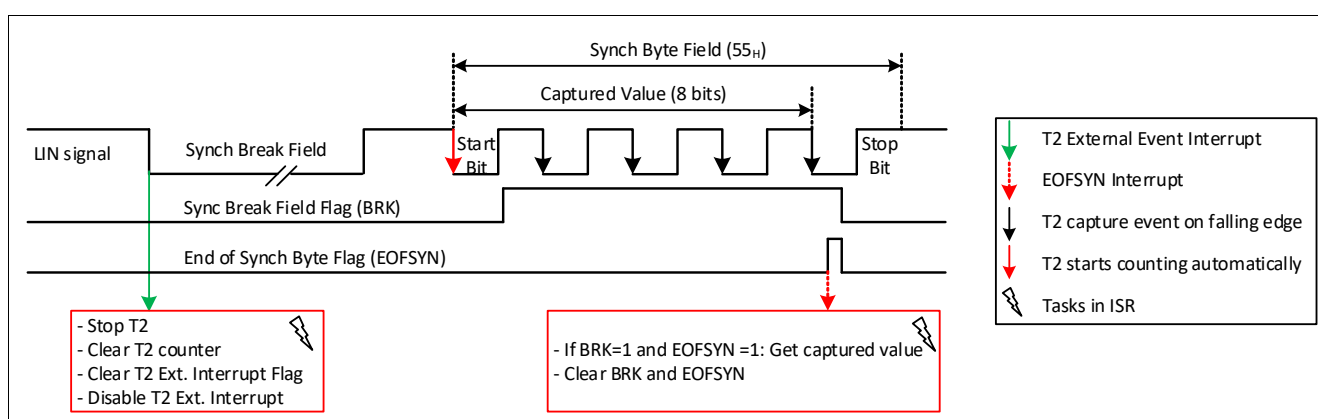 Synch Byte Field (55H)
Captured Value (8 bits)
LIN signal
Synch Break Field
Start
Bit
Stop
Bit
Sync Break Field Flag (BRK)
End of Synch Byte Flag (EOFSYN)
- Stop T2
- Clear T2 counter
- Clear T2 Ext. Interrupt Flag
- Disable T2 Ext. Interrupt
- If BRK=1 and EOFSYN =1: Get captured value
- Clear BRK and EOFSYN
T2 External Event Interrupt
EOFSYN Interrupt
T2 capture event on falling edge
T2 starts counting automatically
Tasks in ISR